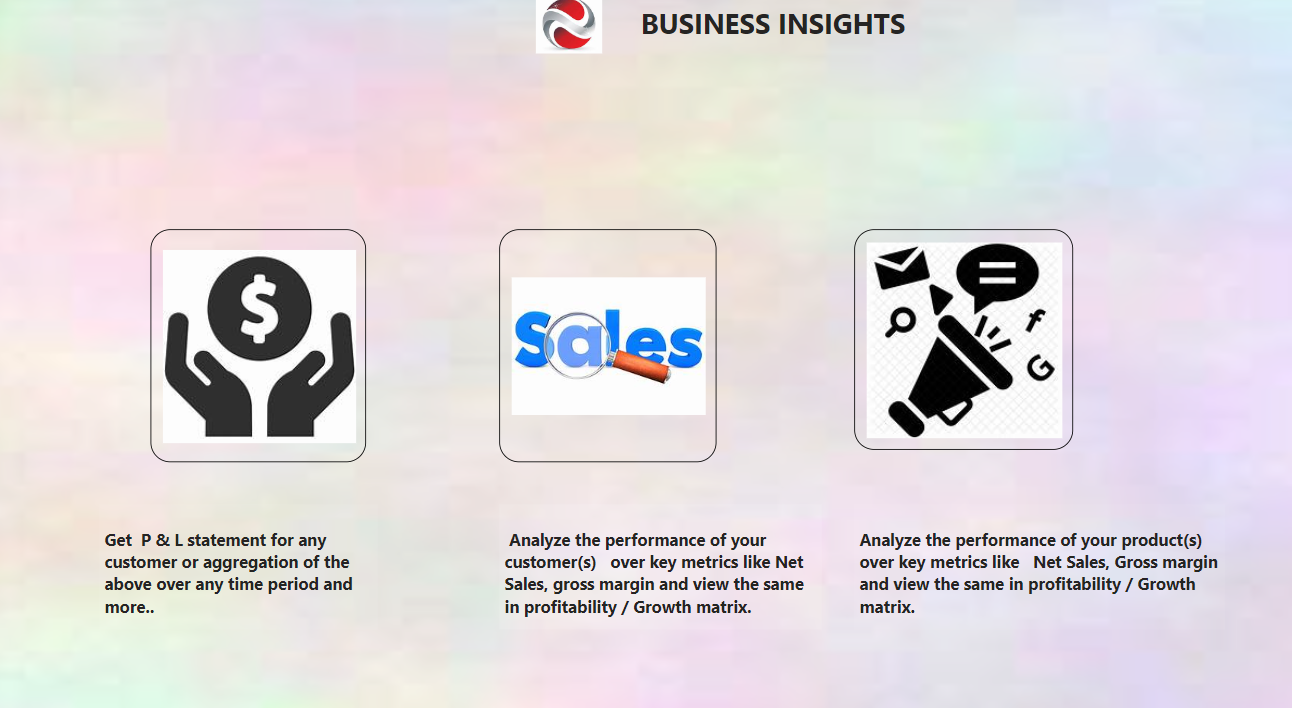 BUSINESS INSIGHTS
$
Sales
f
G
Get  P & L statement for any
customer or aggregation of the
above over any time period and
more..
Analyze the performance of your
customer(s)   over key metrics like Net
Sales, gross margin and view the same
in profitability / Growth matrix.
Analyze the performance of your product(s)
over key metrics like   Net Sales, Gross margin
and view the same in profitability / Growth
matrix.